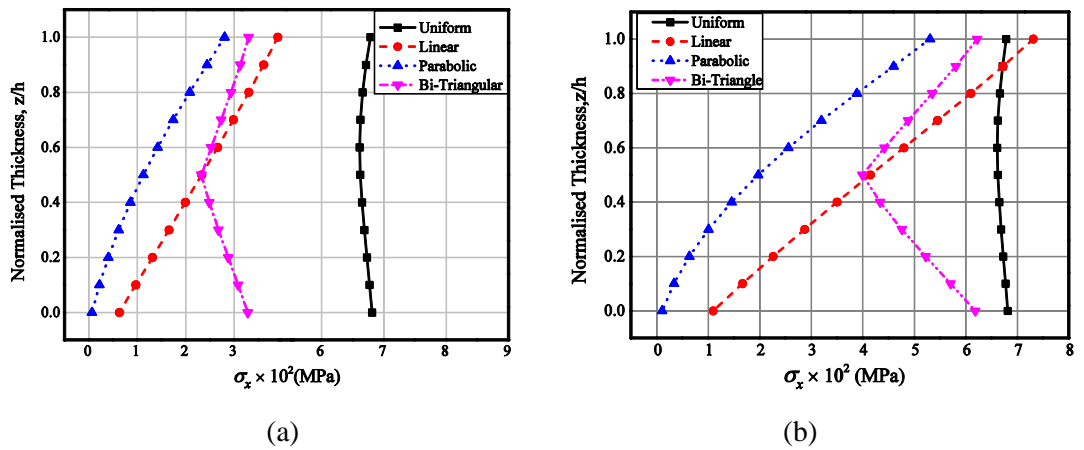 Uniform
Linear
Parabolic
Bi-Triangular
Normalised Thickness, z/h
1.0
0.8
0.6
0.4
0.2
0.0
0 1 2 3 6 7 8 9
σx × 10²(MPa)
(a)
Uniform
Linear
Parabolic
Bi-Triangle
Normalised Thickness,z/h
1.0
0.8
0.6
0.4
0.2
0.0
0 1 2 3 4 5 6 7 8
σx × 10² (MPa)
(b)